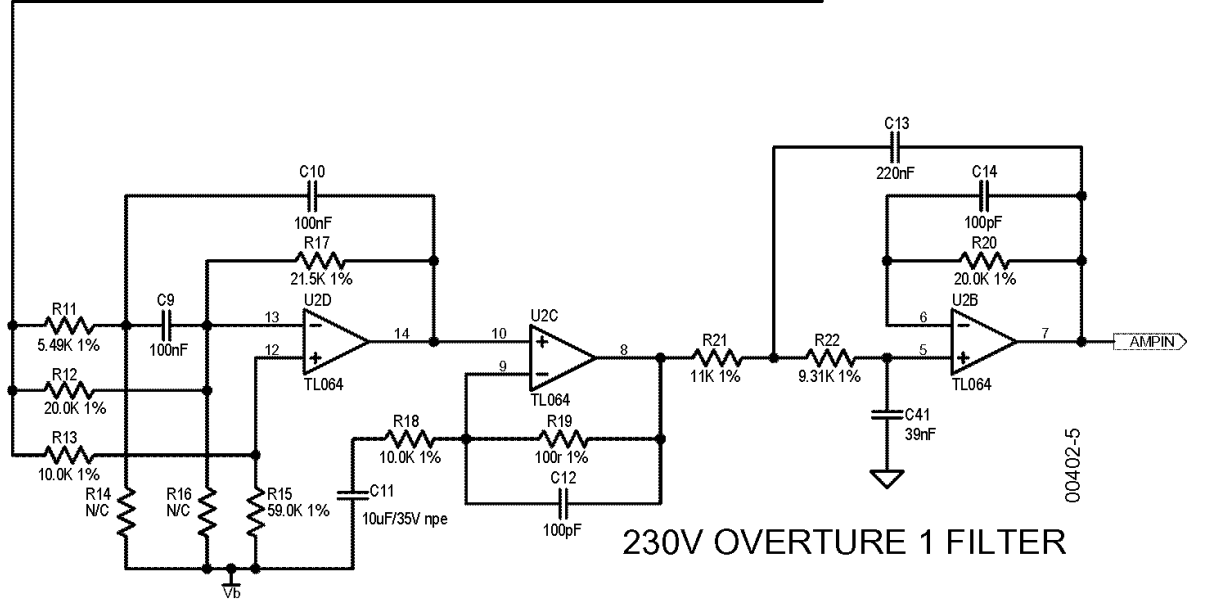 C13
220nF
C10
100nF
C14
100pF
R17
21.5K 1%
R20
20.0K 1%
R11
5.49K 1%
C9
100nF
U2D
13
12
14
TL064
U2C
10
9
8
TL064
R21
11K 1%
R22
9.31K 1%
U2B
6
5
7
TL064
AMPIN
R12
20.0K 1%
R13
10.0K 1%
R18
10.0K 1%
R19
100r 1%
C41
39nF
R14
N/C
R16
N/C
R15
59.0K 1%
C11
10uF/35V npe
C12
100pF
00402-5
230V OVERTURE 1 FILTER
Vb